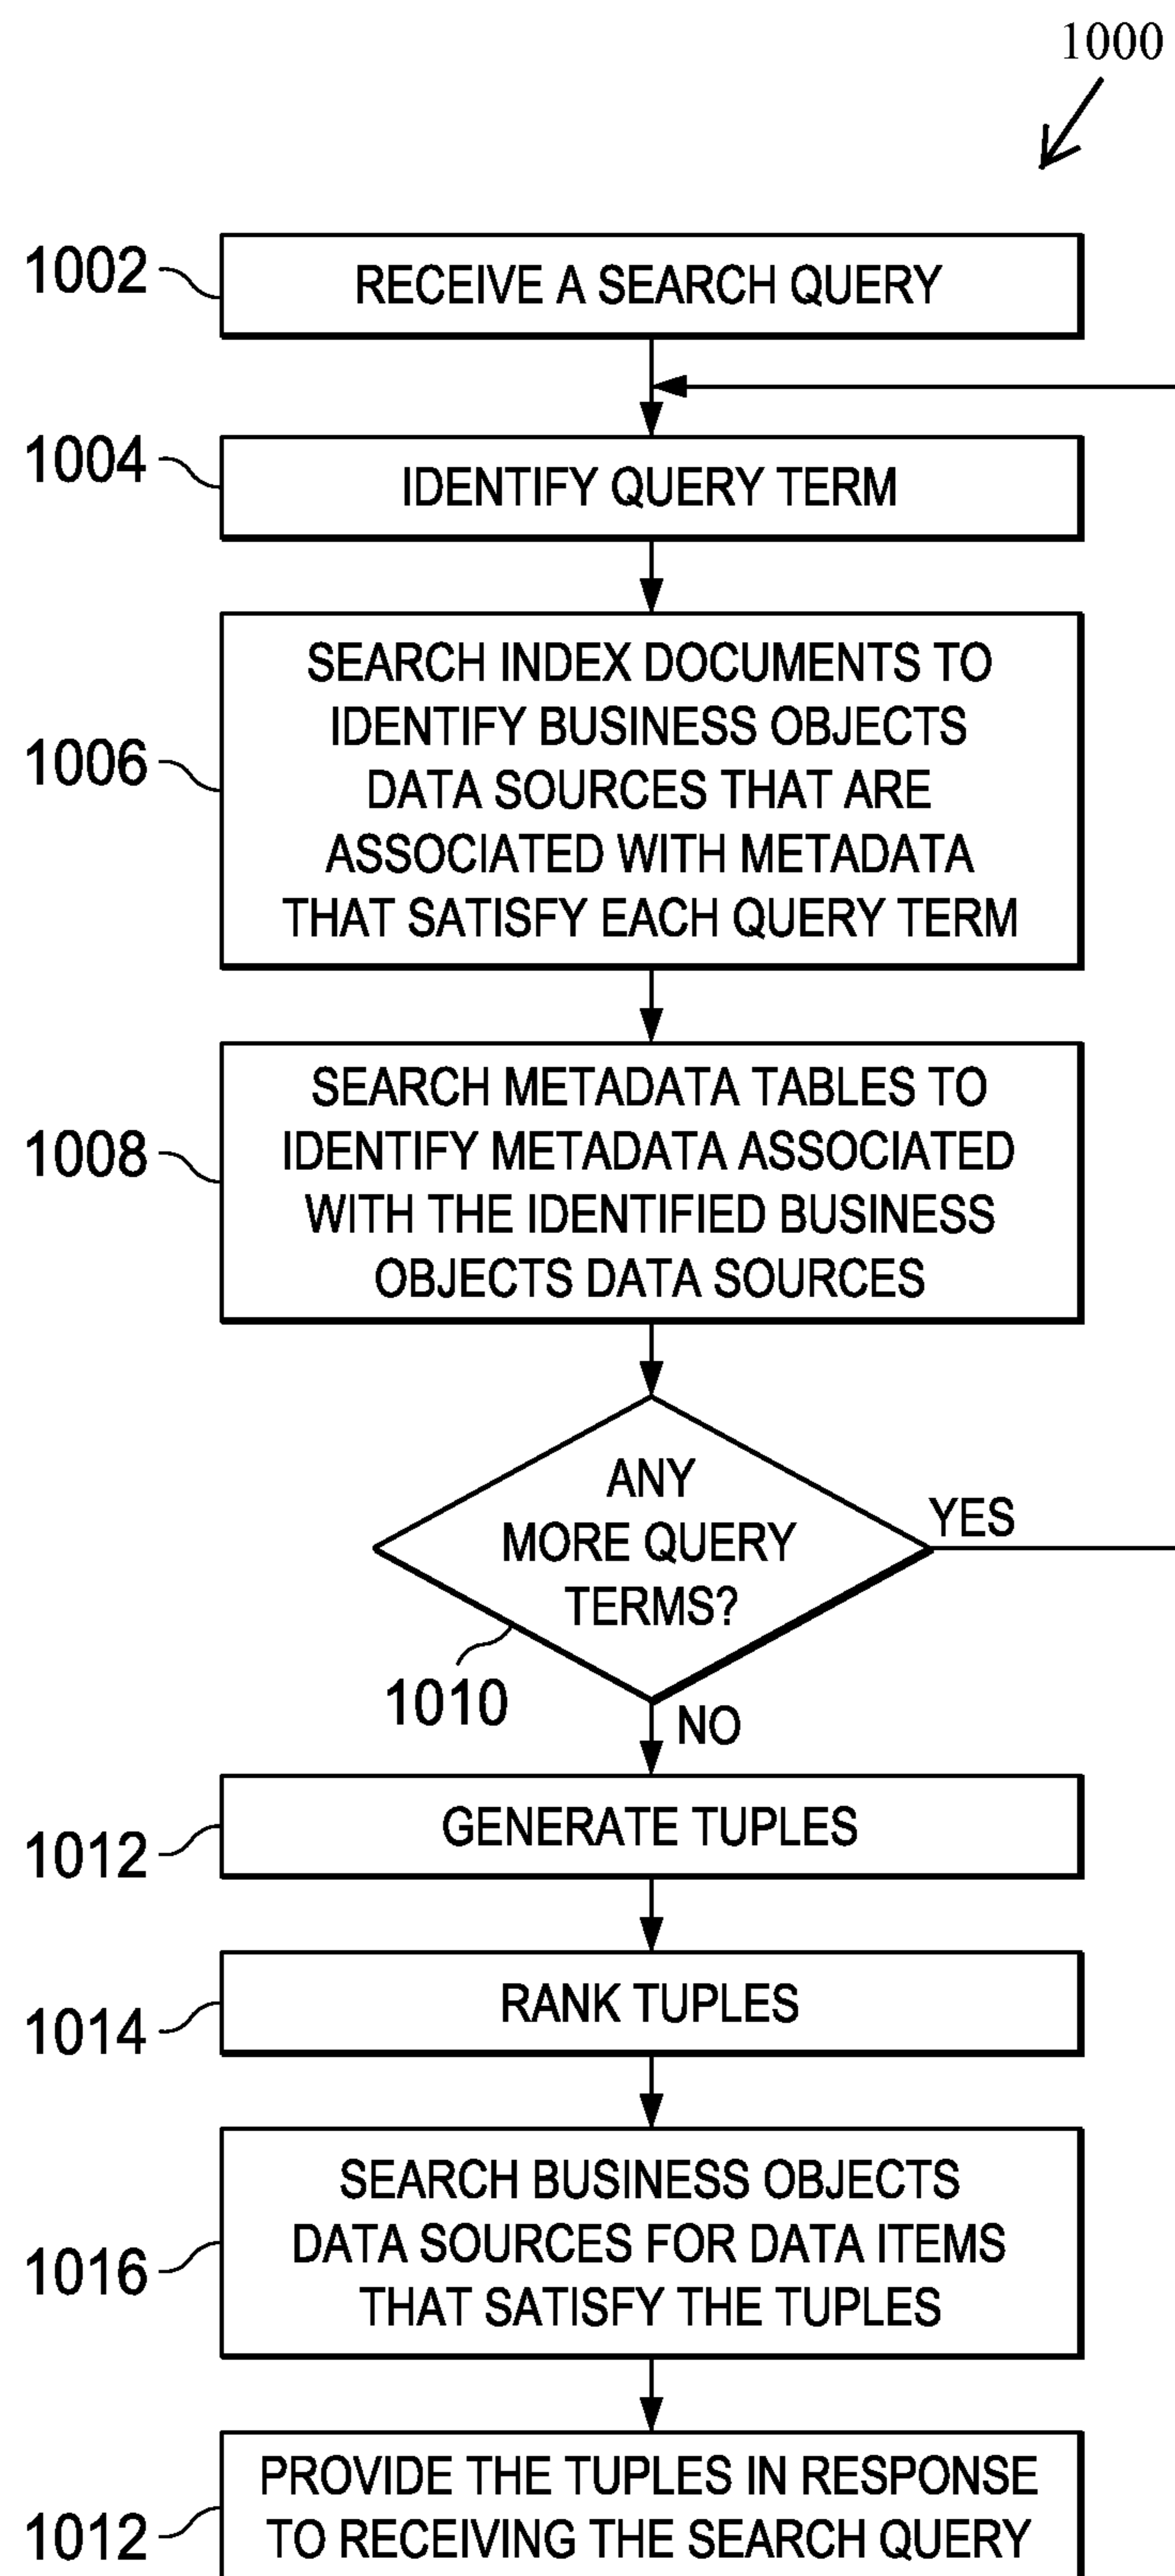 1000
1002
RECEIVE A SEARCH QUERY
1004
IDENTIFY QUERY TERM
1006
SEARCH INDEX DOCUMENTS TO
IDENTIFY BUSINESS OBJECTS
DATA SOURCES THAT ARE
ASSOCIATED WITH METADATA
THAT SATISFY EACH QUERY TERM
1008
SEARCH METADATA TABLES TO
IDENTIFY METADATA ASSOCIATED
WITH THE IDENTIFIED BUSINESS
OBJECTS DATA SOURCES
ANY
MORE QUERY
TERMS?
YES
1010
NO
1012
GENERATE TUPLES
1014
RANK TUPLES
1016
SEARCH BUSINESS OBJECTS
DATA SOURCES FOR DATA ITEMS
THAT SATISFY THE TUPLES
1012
PROVIDE THE TUPLES IN RESPONSE
TO RECEIVING THE SEARCH QUERY